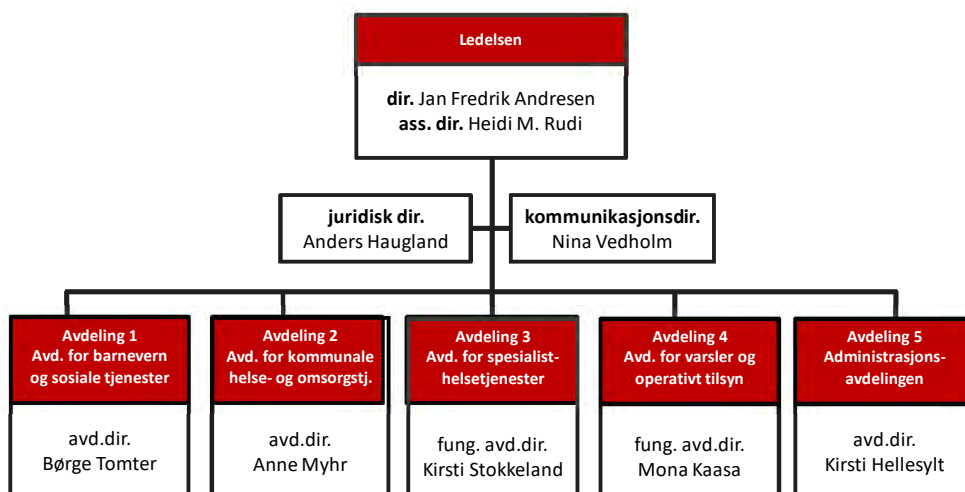 Ledelsen
dir. Jan Fredrik Andresen
ass. dir. Heidi M. Rudi
juridisk dir.
Anders Haugland
kommunikasjonsdir.
Nina Vedholm
Avdeling 1
Avd. for barnevern
og sosiale tjenester
avd.dir.
Børge Tomter
Avdeling 2
Avd. for kommunale
helse- og omsorgstj.
avd.dir.
Anne Myhr
Avdeling 3
Avd. for spesialist-
helsetjenester
fung. avd.dir.
Kirsti Stokkeland
Avdeling 4
Avd. for varsler og
operativt tilsyn
fung. avd.dir.
Mona Kaasa
Avdeling 5
Administrasjons-
avdelingen
avd.dir.
Kirsti Hellesylt